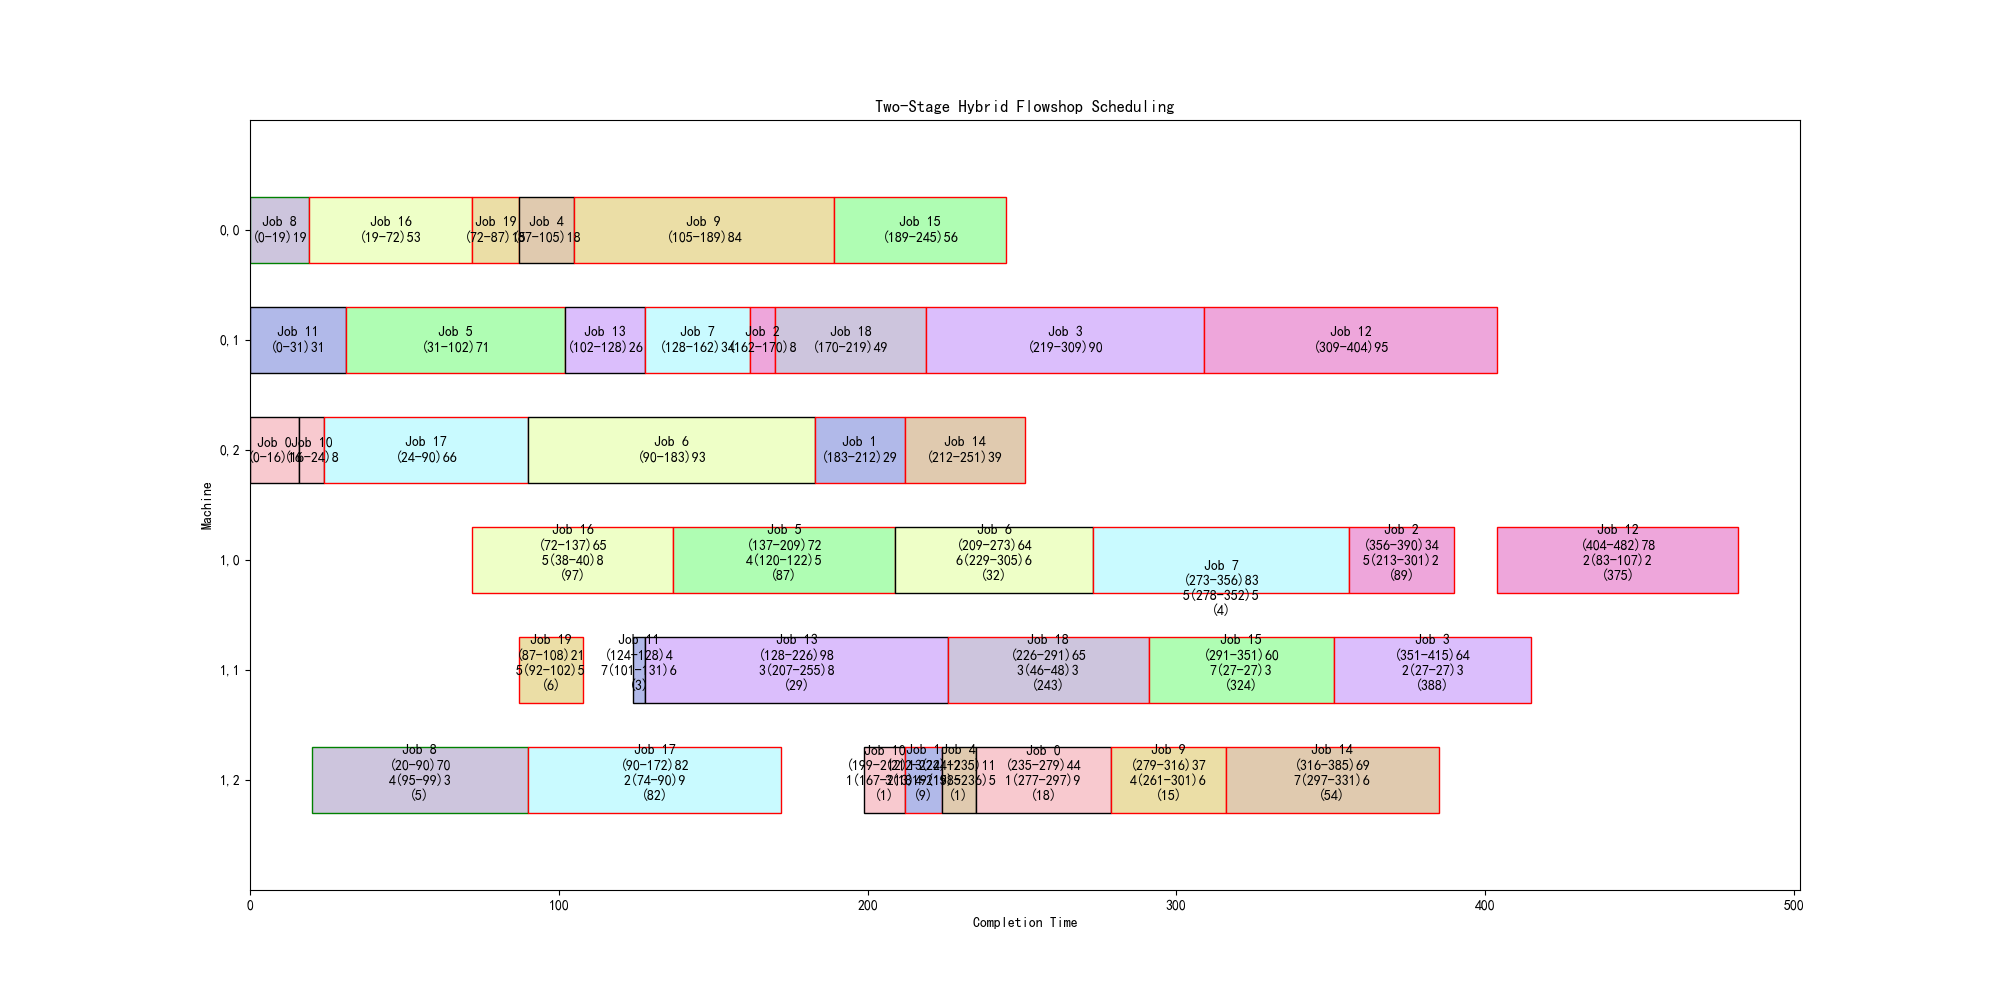 Two-Stage Hybrid Flowshop Scheduling
0,0
Job 8
(0-19)19
Job 16
(19-72)53
Job 19
(72-87)15
Job 4
(87-105)18
Job 9
(105-189)84
Job 15
(189-245)56
0,1
Job 11
(0-31)31
Job 5
(31-102)71
Job 13
(102-128)26
Job 7
(128-162)34
Job 2
(162-170)8
Job 18
(170-219)49
Job 3
(219-309)90
Job 12
(309-404)95
0,2
Job 0
(0-16)16
Job 10
(16-24)8
Job 17
(24-90)66
Job 6
(90-183)93
Job 1
(183-212)29
Job 14
(212-251)39
Machine
1,0
Job 16
(72-137)65
5(38-40)8
(97)
Job 5
(137-209)72
4(120-122)5
(87)
Job 6
(209-273)64
6(229-305)6
(32)
Job 7
(273-356)83
5(278-352)5
(4)
Job 2
(356-390)34
5(213-301)2
(89)
Job 12
(404-482)78
2(83-107)2
(375)
1,1
Job 19
(87-108)21
5(92-102)5
(6)
Job 11
(124-128)4
7(101-131)6
(3)
Job 13
(128-226)98
3(207-255)8
(29)
Job 18
(226-291)65
3(46-48)3
(243)
Job 15
(291-351)60
7(27-27)3
(324)
Job 3
(351-415)64
2(27-27)3
(388)
1,2
Job 8
(20-90)70
4(95-99)3
(5)
Job 17
(90-172)82
2(74-90)9
(82)
Job 10
(199-212)13
(1)
Job 1
(212-224)12
(9)
Job 4
(224-235)11
(1)
Job 0
(235-279)44
1(277-297)9
(18)
Job 9
(279-316)37
4(261-301)6
(15)
Job 14
(316-385)69
7(297-331)6
(54)
0
100
200
300
400
500
Completion Time